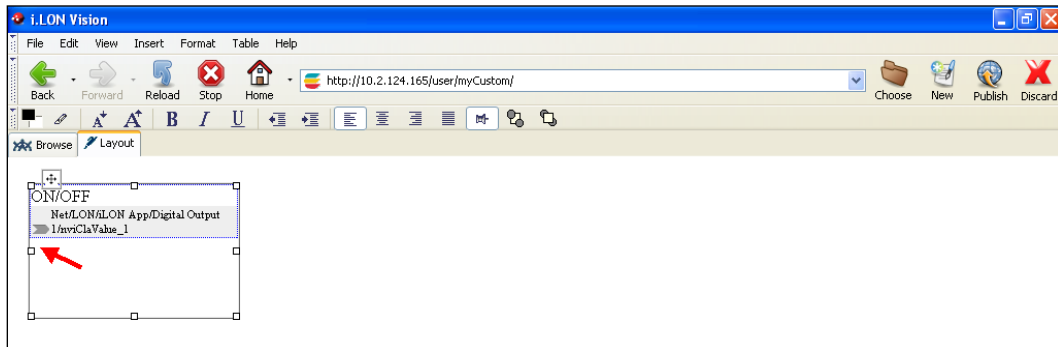 i.LON Vision
File Edit View Insert Format Table Help
http://10.2.124.165/user/myCustom/
Back Forward Reload Stop Home Choose New Publish Discard
A A B I U
Browse Layout
ON/OFF
Net/LON/iLON App/Digital Output
1/nviClaValue_1